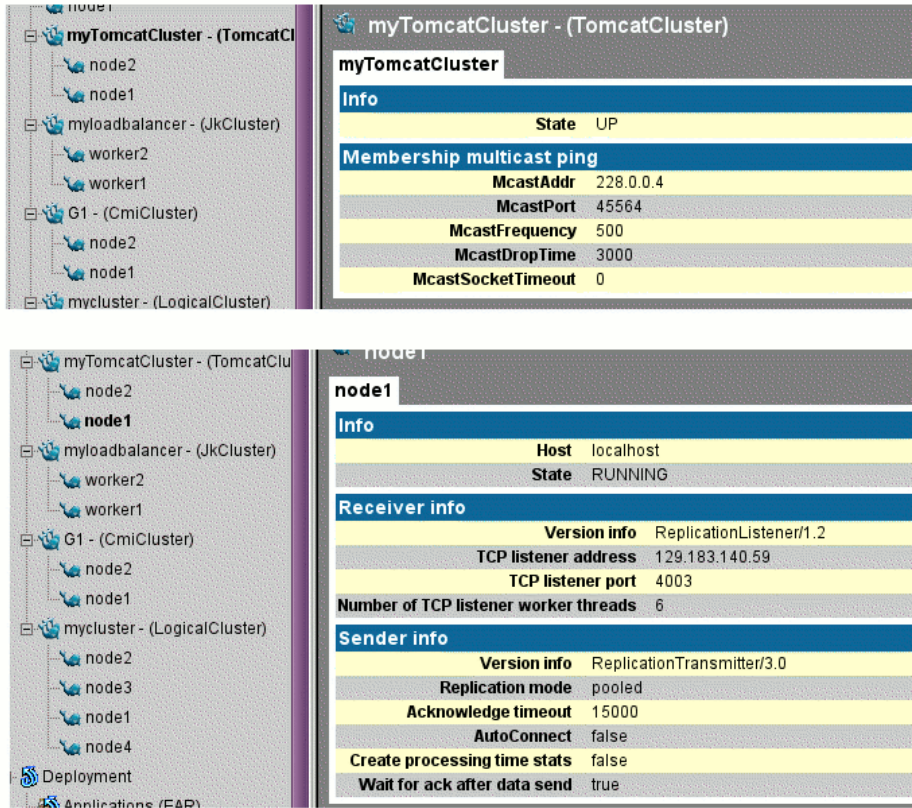 node1
myTomcatCluster - (TomcatCl
node2
node1
myloadbalancer - (JkCluster)
worker2
worker1
G1 - (CmiCluster)
node2
node1
mycluster - (LogicalCluster)
myTomcatCluster - (TomcatCluster)
myTomcatCluster
Info
State UP
Membership multicast ping
McastAddr 228.0.0.4
McastPort 45564
McastFrequency 500
McastDropTime 3000
McastSocketTimeout 0
myTomcatCluster - (TomcatClu
node2
node1
myloadbalancer - (JkCluster)
worker2
worker1
G1 - (CmiCluster)
node2
node1
mycluster - (LogicalCluster)
node2
node3
node1
node4
Deployment
Applications (EAR)
node1
node1
Info
Host localhost
State RUNNING
Receiver info
Version info ReplicationListener/1.2
TCP listener address 129.183.140.59
TCP listener port 4003
Number of TCP listener worker threads 6
Sender info
Version info ReplicationTransmitter/3.0
Replication mode pooled
Acknowledge timeout 15000
AutoConnect false
Create processing time stats false
Wait for ack after data send true